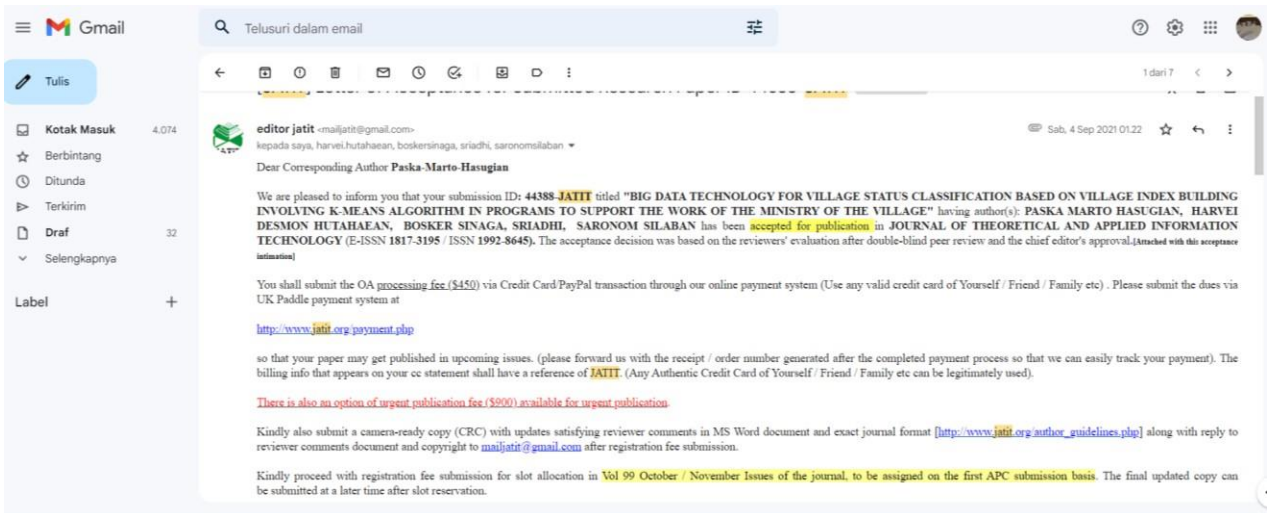 Gmail
Telusuri dalam email
Tulis
1 dari 7
Kotak Masuk 4.074
Berbintang
Ditunda
Terkirim
Draf 32
Selengkapnya
Label
editor jatit <mailjatit@gmail.com>
Sab, 4 Sep 2021 01.22
kepada saya, harvei.hutahaean, boskersinaga, sriadhi, saronomsilaban
Dear Corresponding Author Paska-Marto-Hasugian
We are pleased to inform you that your submission ID: 44388-JATIT titled "BIG DATA TECHNOLOGY FOR VILLAGE STATUS CLASSIFICATION BASED ON VILLAGE INDEX BUILDING
INVOLVING K-MEANS ALGORITHM IN PROGRAMS TO SUPPORT THE WORK OF THE MINISTRY OF THE VILLAGE" having author(s): PASKA MARTO HASUGIAN, HARVEI
DESMON HUTAHAEAN, BOSKER SINAGA, SRIADHI, SARONOM SILABAN has been accepted for publication in JOURNAL OF THEORETICAL AND APPLIED INFORMATION
TECHNOLOGY (E-ISSN 1817-3195 / ISSN 1992-8645). The acceptance decision was based on the reviewers' evaluation after double-blind peer review and the chief editor's approval.[Attached with this acceptance
intimation]
You shall submit the OA processing fee ($450) via Credit Card/PayPal transaction through our online payment system (Use any valid credit card of Yourself / Friend / Family etc) . Please submit the dues via
UK Paddle payment system at
http://www.jatit.org/payment.php
so that your paper may get published in upcoming issues. (please forward us with the receipt / order number generated after the completed payment process so that we can easily track your payment). The
billing info that appears on your cc statement shall have a reference of JATIT. (Any Authentic Credit Card of Yourself / Friend / Family etc can be legitimately used).
There is also an option of urgent publication fee ($900) available for urgent publication.
Kindly also submit a camera-ready copy (CRC) with updates satisfying reviewer comments in MS Word document and exact journal format [http://www.jatit.org/author_guidelines.php] along with reply to
reviewer comments document and copyright to mailjatit@gmail.com after registration fee submission.
Kindly proceed with registration fee submission for slot allocation in Vol 99 October / November Issues of the journal, to be assigned on the first APC submission basis. The final updated copy can
be submitted at a later time after slot reservation.